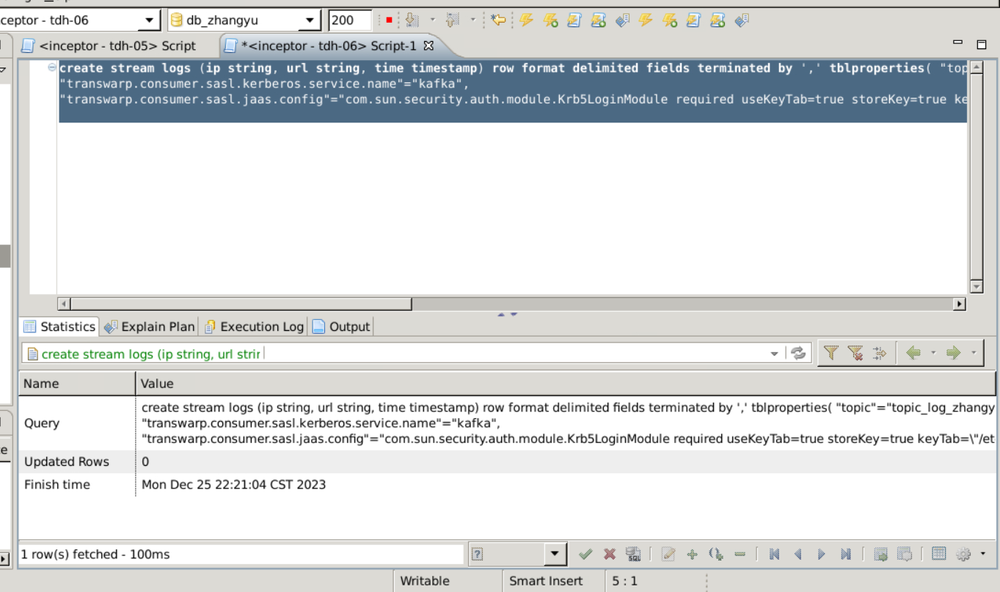 ceptor - tdh-06
db_zhangyu
200
<inceptor - tdh-05> Script
*<inceptor - tdh-06> Script-1
create stream logs (ip string, url string, time timestamp) row format delimited fields terminated by ',' tblproperties( "top
"transwarp.consumer.sasl.kerberos.service.name"="kafka",
"transwarp.consumer.sasl.jaas.config"="com.sun.security.auth.module.Krb5LoginModule required useKeyTab=true storeKey=true ke
Statistics
Explain Plan
Execution Log
Output
create stream logs (ip string, url strir
Name
Value
Query
create stream logs (ip string, url string, time timestamp) row format delimited fields terminated by ',' tblproperties( "topic"="topic_log_zhangy
"transwarp.consumer.sasl.kerberos.service.name"="kafka",
"transwarp.consumer.sasl.jaas.config"="com.sun.security.auth.module.Krb5LoginModule required useKeyTab=true storeKey=true keyTab=\"/et
e
Updated Rows
0
Finish time
Mon Dec 25 22:21:04 CST 2023
1 row(s) fetched - 100ms
?
SQL
Writable
Smart Insert
5 : 1